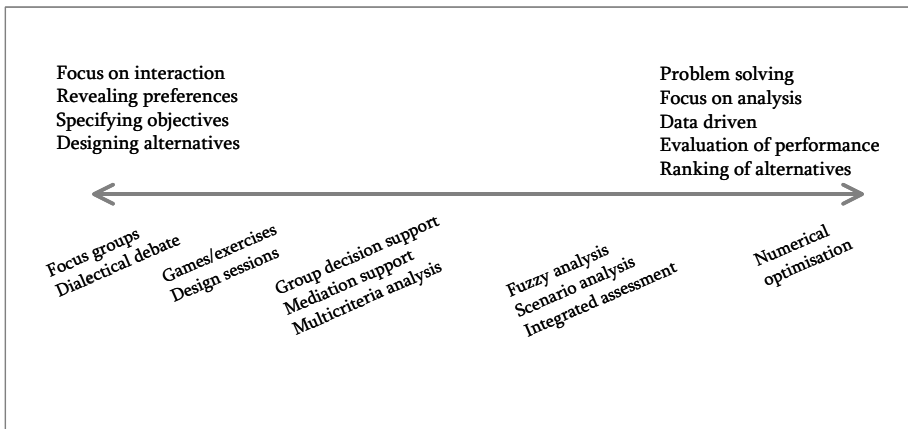 Focus on interaction
Revealing preferences
Specifying objectives
Designing alternatives
Problem solving
Focus on analysis
Data driven
Evaluation of performance
Ranking of alternatives
Focus groups
Dialectical debate
Games/exercises
Design sessions
Group decision support
Mediation support
Multicriteria analysis
Fuzzy analysis
Scenario analysis
Integrated assessment
Numerical
optimisation